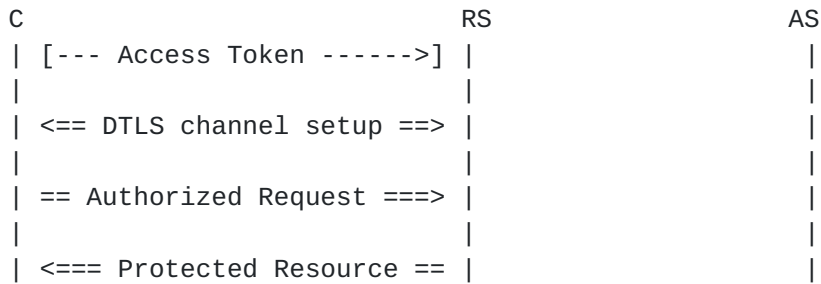 C                            RS                   AS
| [--- Access Token ------>] |                     |
|                            |                     |
| <== DTLS channel setup ==> |                     |
|                            |                     |
| == Authorized Request ===> |                     |
|                            |                     |
| <=== Protected Resource == |                     |